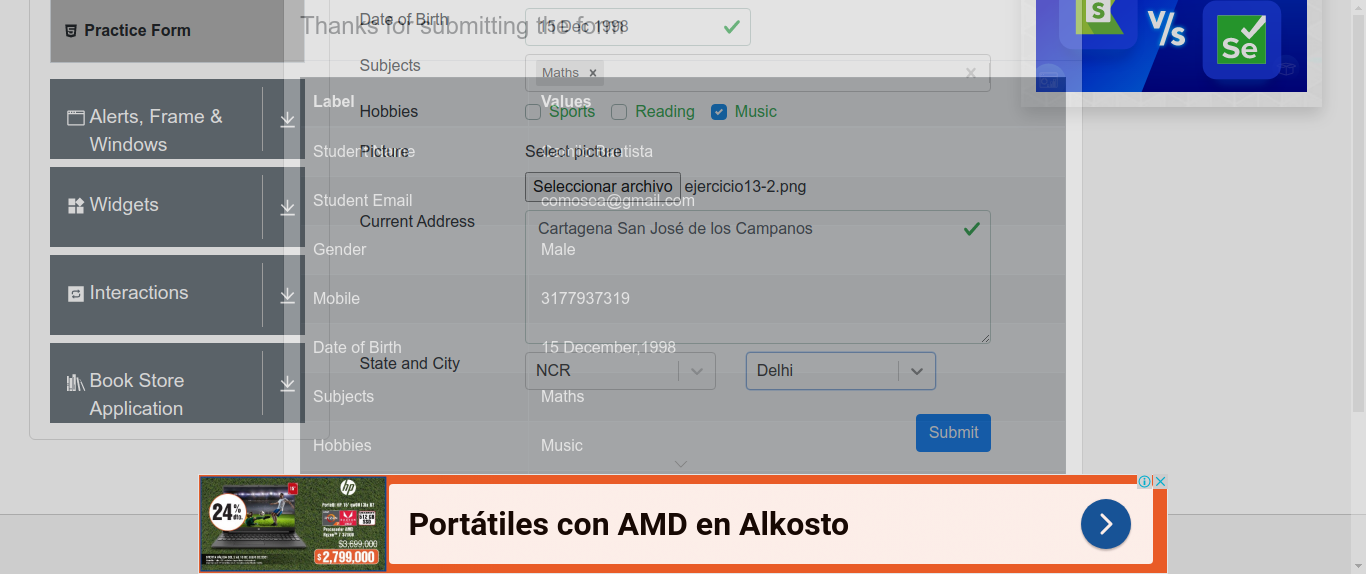 Practice Form
Alerts, Frame &
Windows
Widgets
Interactions
Book Store
Application
Thanks for submitting the form
Date of Birth
15 Dec 1998
Subjects
Maths x
Hobbies
Sports Reading Music
Picture
Select picture
Seleccionar archivo ejercicio13-2.png
Current Address
Cartagena San José de los Campanos
State and City
NCR
Delhi
Submit
Label Values
Student Name Bautista
Student Email comosea@gmail.com
Gender Male
Mobile 3177937319
Date of Birth 15 December,1998
Subjects Maths
Hobbies Music
S
V/s
Se
24%
dto.
hp
$3.699.000
$2,799,000
Portátiles con AMD en Alkosto